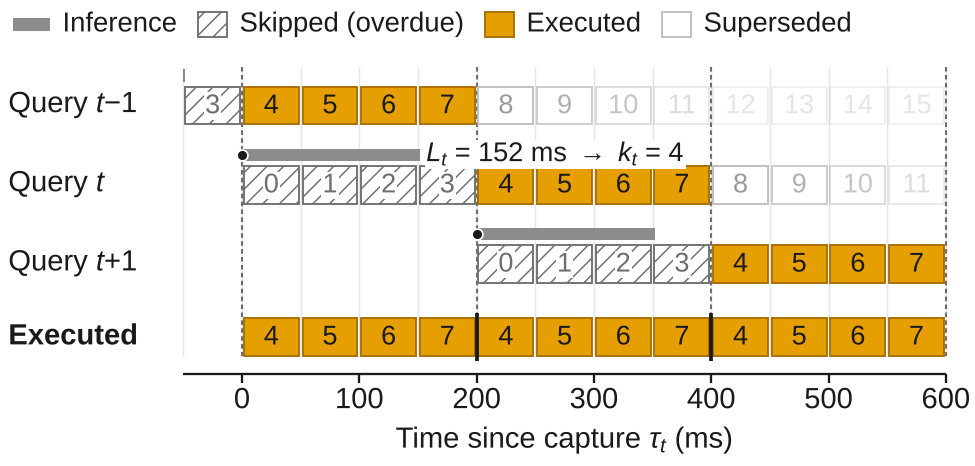 Inference Skipped (overdue) Executed Superseded
Query t−1 3 4 5 6 7 8 9 10 11 12 13 14 15
L_t = 152 ms → k_t = 4
Query t 0 1 2 3 4 5 6 7 8 9 10 11
Query t+1 0 1 2 3 4 5 6 7
Executed 4 5 6 7 4 5 6 7 4 5 6 7
0 100 200 300 400 500 600
Time since capture τ_t (ms)